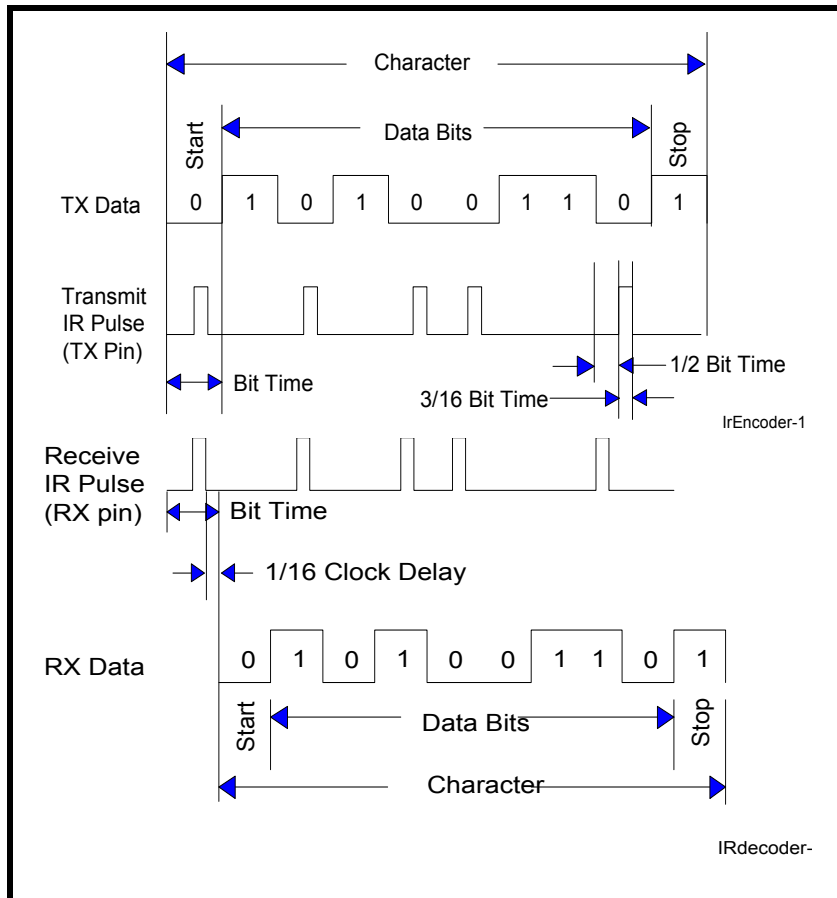 Character
Start
Data Bits
Stop
TX Data
0 1 0 1 0 0 1 1 0 1
Transmit
IR Pulse
(TX Pin)
Bit Time
1/2 Bit Time
3/16 Bit Time
IrEncoder-1
Receive
IR Pulse
(RX pin)
Bit Time
1/16 Clock Delay
RX Data
0 1 0 1 0 0 1 1 0 1
Start
Data Bits
Stop
Character
IRdecoder-